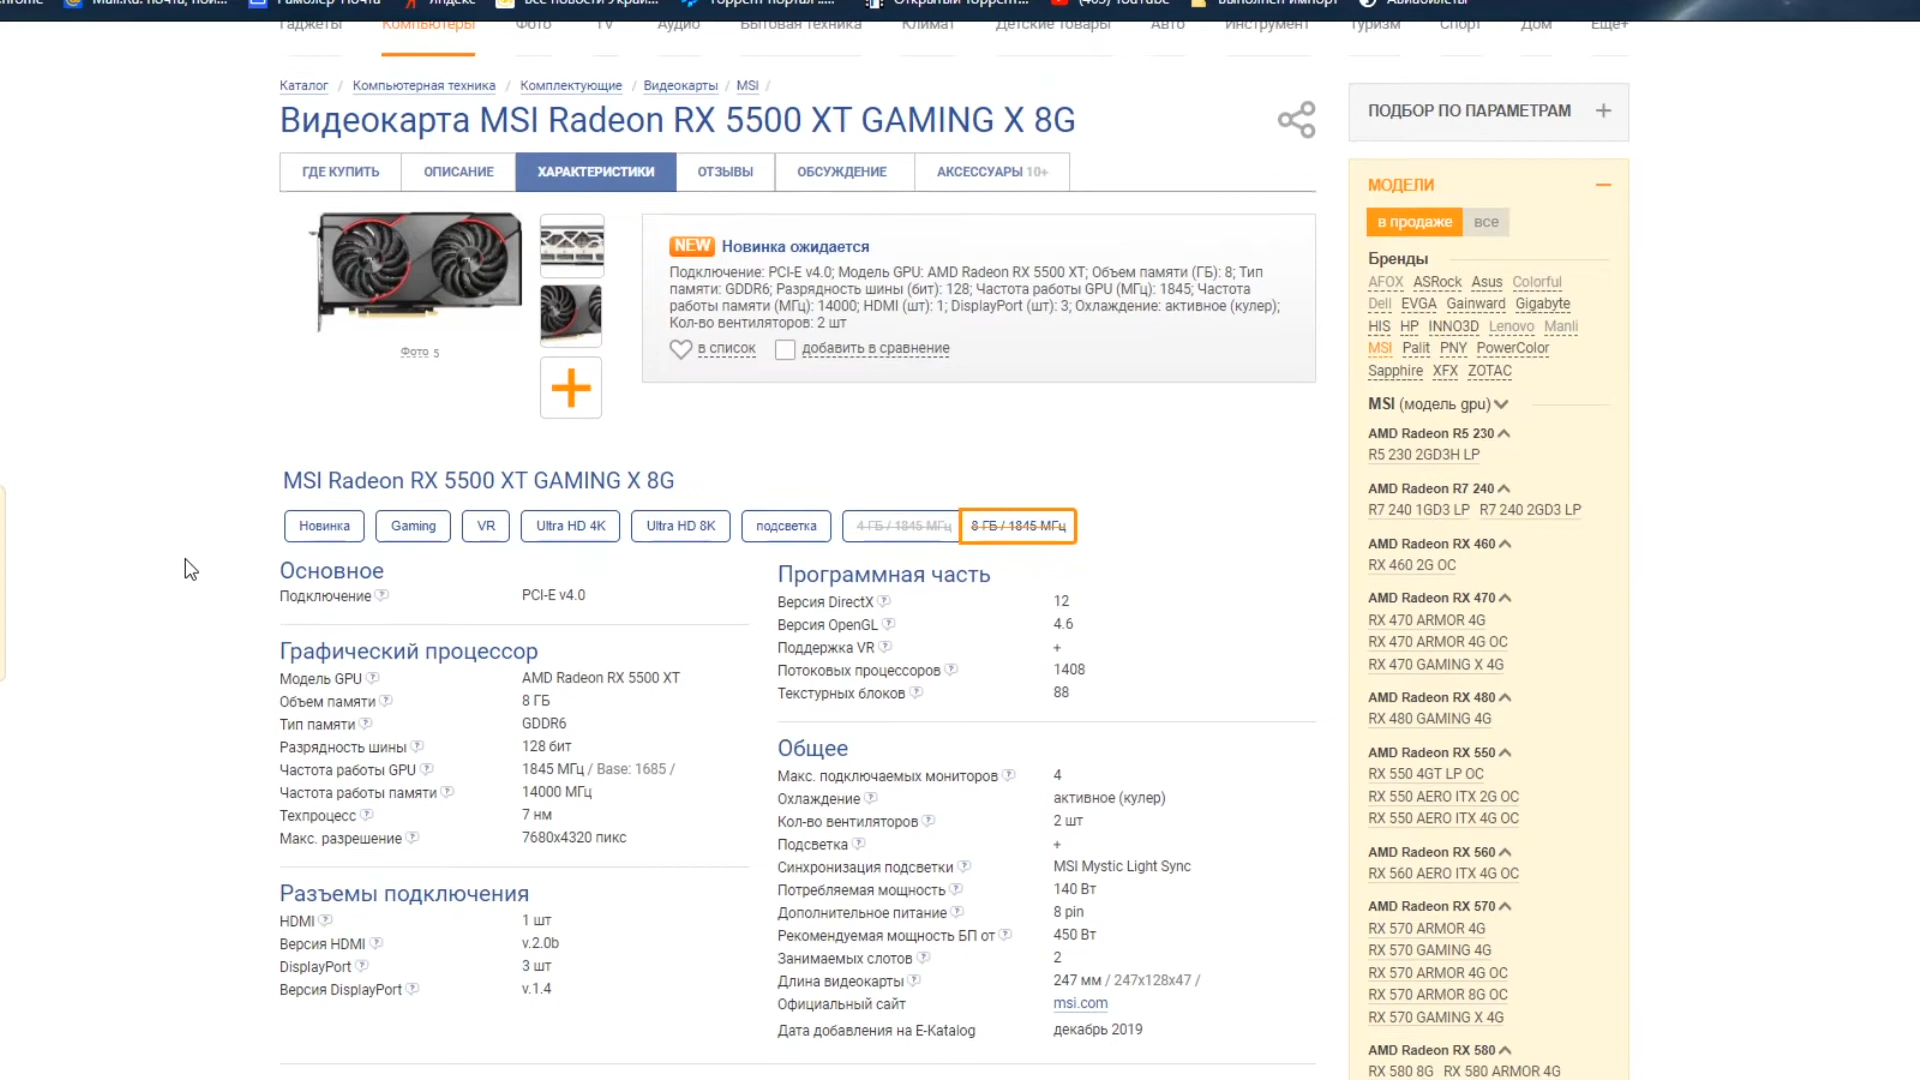 Гаджеты Компьютеры Фото TV Аудио Бытовая техника Климат Детские товары Авто Инструмент Туризм Спорт Дом Еще+
Каталог / Компьютерная техника / Комплектующие / Видеокарты / MSI /
Видеокарта MSI Radeon RX 5500 XT GAMING X 8G
ГДЕ КУПИТЬ ОПИСАНИЕ ХАРАКТЕРИСТИКИ ОТЗЫВЫ ОБСУЖДЕНИЕ АКСЕССУАРЫ 10+
Фото 5
NEW Новинка ожидается
Подключение: PCI-E v4.0; Модель GPU: AMD Radeon RX 5500 XT; Объем памяти (ГБ): 8; Тип
памяти: GDDR6; Разрядность шины (бит): 128; Частота работы GPU (МГц): 1845; Частота
работы памяти (МГц): 14000; HDMI (шт): 1; DisplayPort (шт): 3; Охлаждение: активное (кулер);
Кол-во вентиляторов: 2 шт
в список добавить в сравнение
MSI Radeon RX 5500 XT GAMING X 8G
Новинка Gaming VR Ultra HD 4K Ultra HD 8K подсветка 4 ГБ / 1845 МГц 8 ГБ / 1845 МГц
Основное
Подключение PCI-E v4.0
Графический процессор
Модель GPU AMD Radeon RX 5500 XT
Объем памяти 8 ГБ
Тип памяти GDDR6
Разрядность шины 128 бит
Частота работы GPU 1845 МГц / Base: 1685 /
Частота работы памяти 14000 МГц
Техпроцесс 7 нм
Макс. разрешение 7680x4320 пикс
Разъемы подключения
HDMI 1 шт
Версия HDMI v.2.0b
DisplayPort 3 шт
Версия DisplayPort v.1.4
Программная часть
Версия DirectX 12
Версия OpenGL 4.6
Поддержка VR +
Потоковых процессоров 1408
Текстурных блоков 88
Общее
Макс. подключаемых мониторов 4
Охлаждение активное (кулер)
Кол-во вентиляторов 2 шт
Подсветка +
Синхронизация подсветки MSI Mystic Light Sync
Потребляемая мощность 140 Вт
Дополнительное питание 8 pin
Рекомендуемая мощность БП от 450 Вт
Занимаемых слотов 2
Длина видеокарты 247 мм / 247x128x47 /
Официальный сайт msi.com
Дата добавления на E-Katalog декабрь 2019
ПОДБОР ПО ПАРАМЕТРАМ +
МОДЕЛИ
в продаже все
Бренды
AFOX ASRock Asus Colorful
Dell EVGA Gainward Gigabyte
HIS HP INNO3D Lenovo Manli
MSI Palit PNY PowerColor
Sapphire XFX ZOTAC
MSI (модель gpu)
AMD Radeon R5 230
R5 230 2GD3H LP
AMD Radeon R7 240
R7 240 1GD3 LP R7 240 2GD3 LP
AMD Radeon RX 460
RX 460 2G OC
AMD Radeon RX 470
RX 470 ARMOR 4G
RX 470 ARMOR 4G OC
RX 470 GAMING X 4G
AMD Radeon RX 480
RX 480 GAMING 4G
AMD Radeon RX 550
RX 550 4GT LP OC
RX 550 AERO ITX 2G OC
RX 550 AERO ITX 4G OC
AMD Radeon RX 560
RX 560 AERO ITX 4G OC
AMD Radeon RX 570
RX 570 ARMOR 4G
RX 570 GAMING 4G
RX 570 ARMOR 4G OC
RX 570 ARMOR 8G OC
RX 570 GAMING X 4G
AMD Radeon RX 580
RX 580 8G RX 580 ARMOR 4G